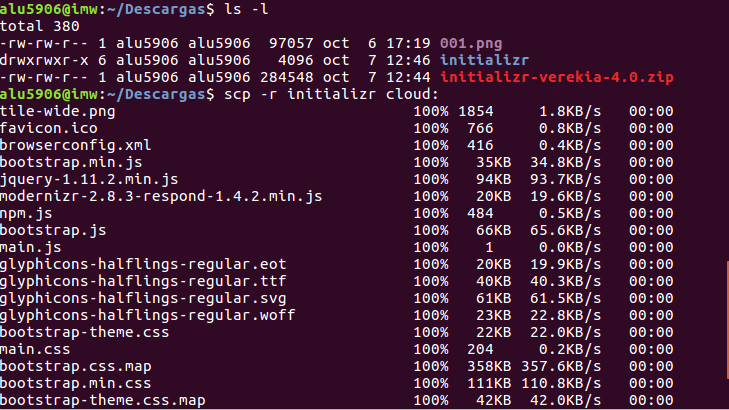 alu5906@imw:~/Descargas$ ls -l
total 380
-rw-rw-r-- 1 alu5906 alu5906  97057 oct  6 17:19 001.png
drwxrwxr-x 6 alu5906 alu5906   4096 oct  7 12:46 initializr
-rw-rw-r-- 1 alu5906 alu5906 284548 oct  7 12:44 initializr-verekia-4.0.zip
alu5906@imw:~/Descargas$ scp -r initializr cloud:
tile-wide.png 100% 1854 1.8KB/s 00:00
favicon.ico 100% 766 0.8KB/s 00:00
browserconfig.xml 100% 416 0.4KB/s 00:00
bootstrap.min.js 100% 35KB 34.8KB/s 00:00
jquery-1.11.2.min.js 100% 94KB 93.7KB/s 00:00
modernizr-2.8.3-respond-1.4.2.min.js 100% 20KB 19.6KB/s 00:00
npm.js 100% 484 0.5KB/s 00:00
bootstrap.js 100% 66KB 65.6KB/s 00:00
main.js 100% 1 0.0KB/s 00:00
glyphicons-halflings-regular.eot 100% 20KB 19.9KB/s 00:00
glyphicons-halflings-regular.ttf 100% 40KB 40.3KB/s 00:00
glyphicons-halflings-regular.svg 100% 61KB 61.5KB/s 00:00
glyphicons-halflings-regular.woff 100% 23KB 22.8KB/s 00:00
bootstrap-theme.css 100% 22KB 22.0KB/s 00:00
main.css 100% 204 0.2KB/s 00:00
bootstrap.css.map 100% 358KB 357.6KB/s 00:00
bootstrap.min.css 100% 111KB 110.8KB/s 00:00
bootstrap-theme.css.map 100% 42KB 42.0KB/s 00:00